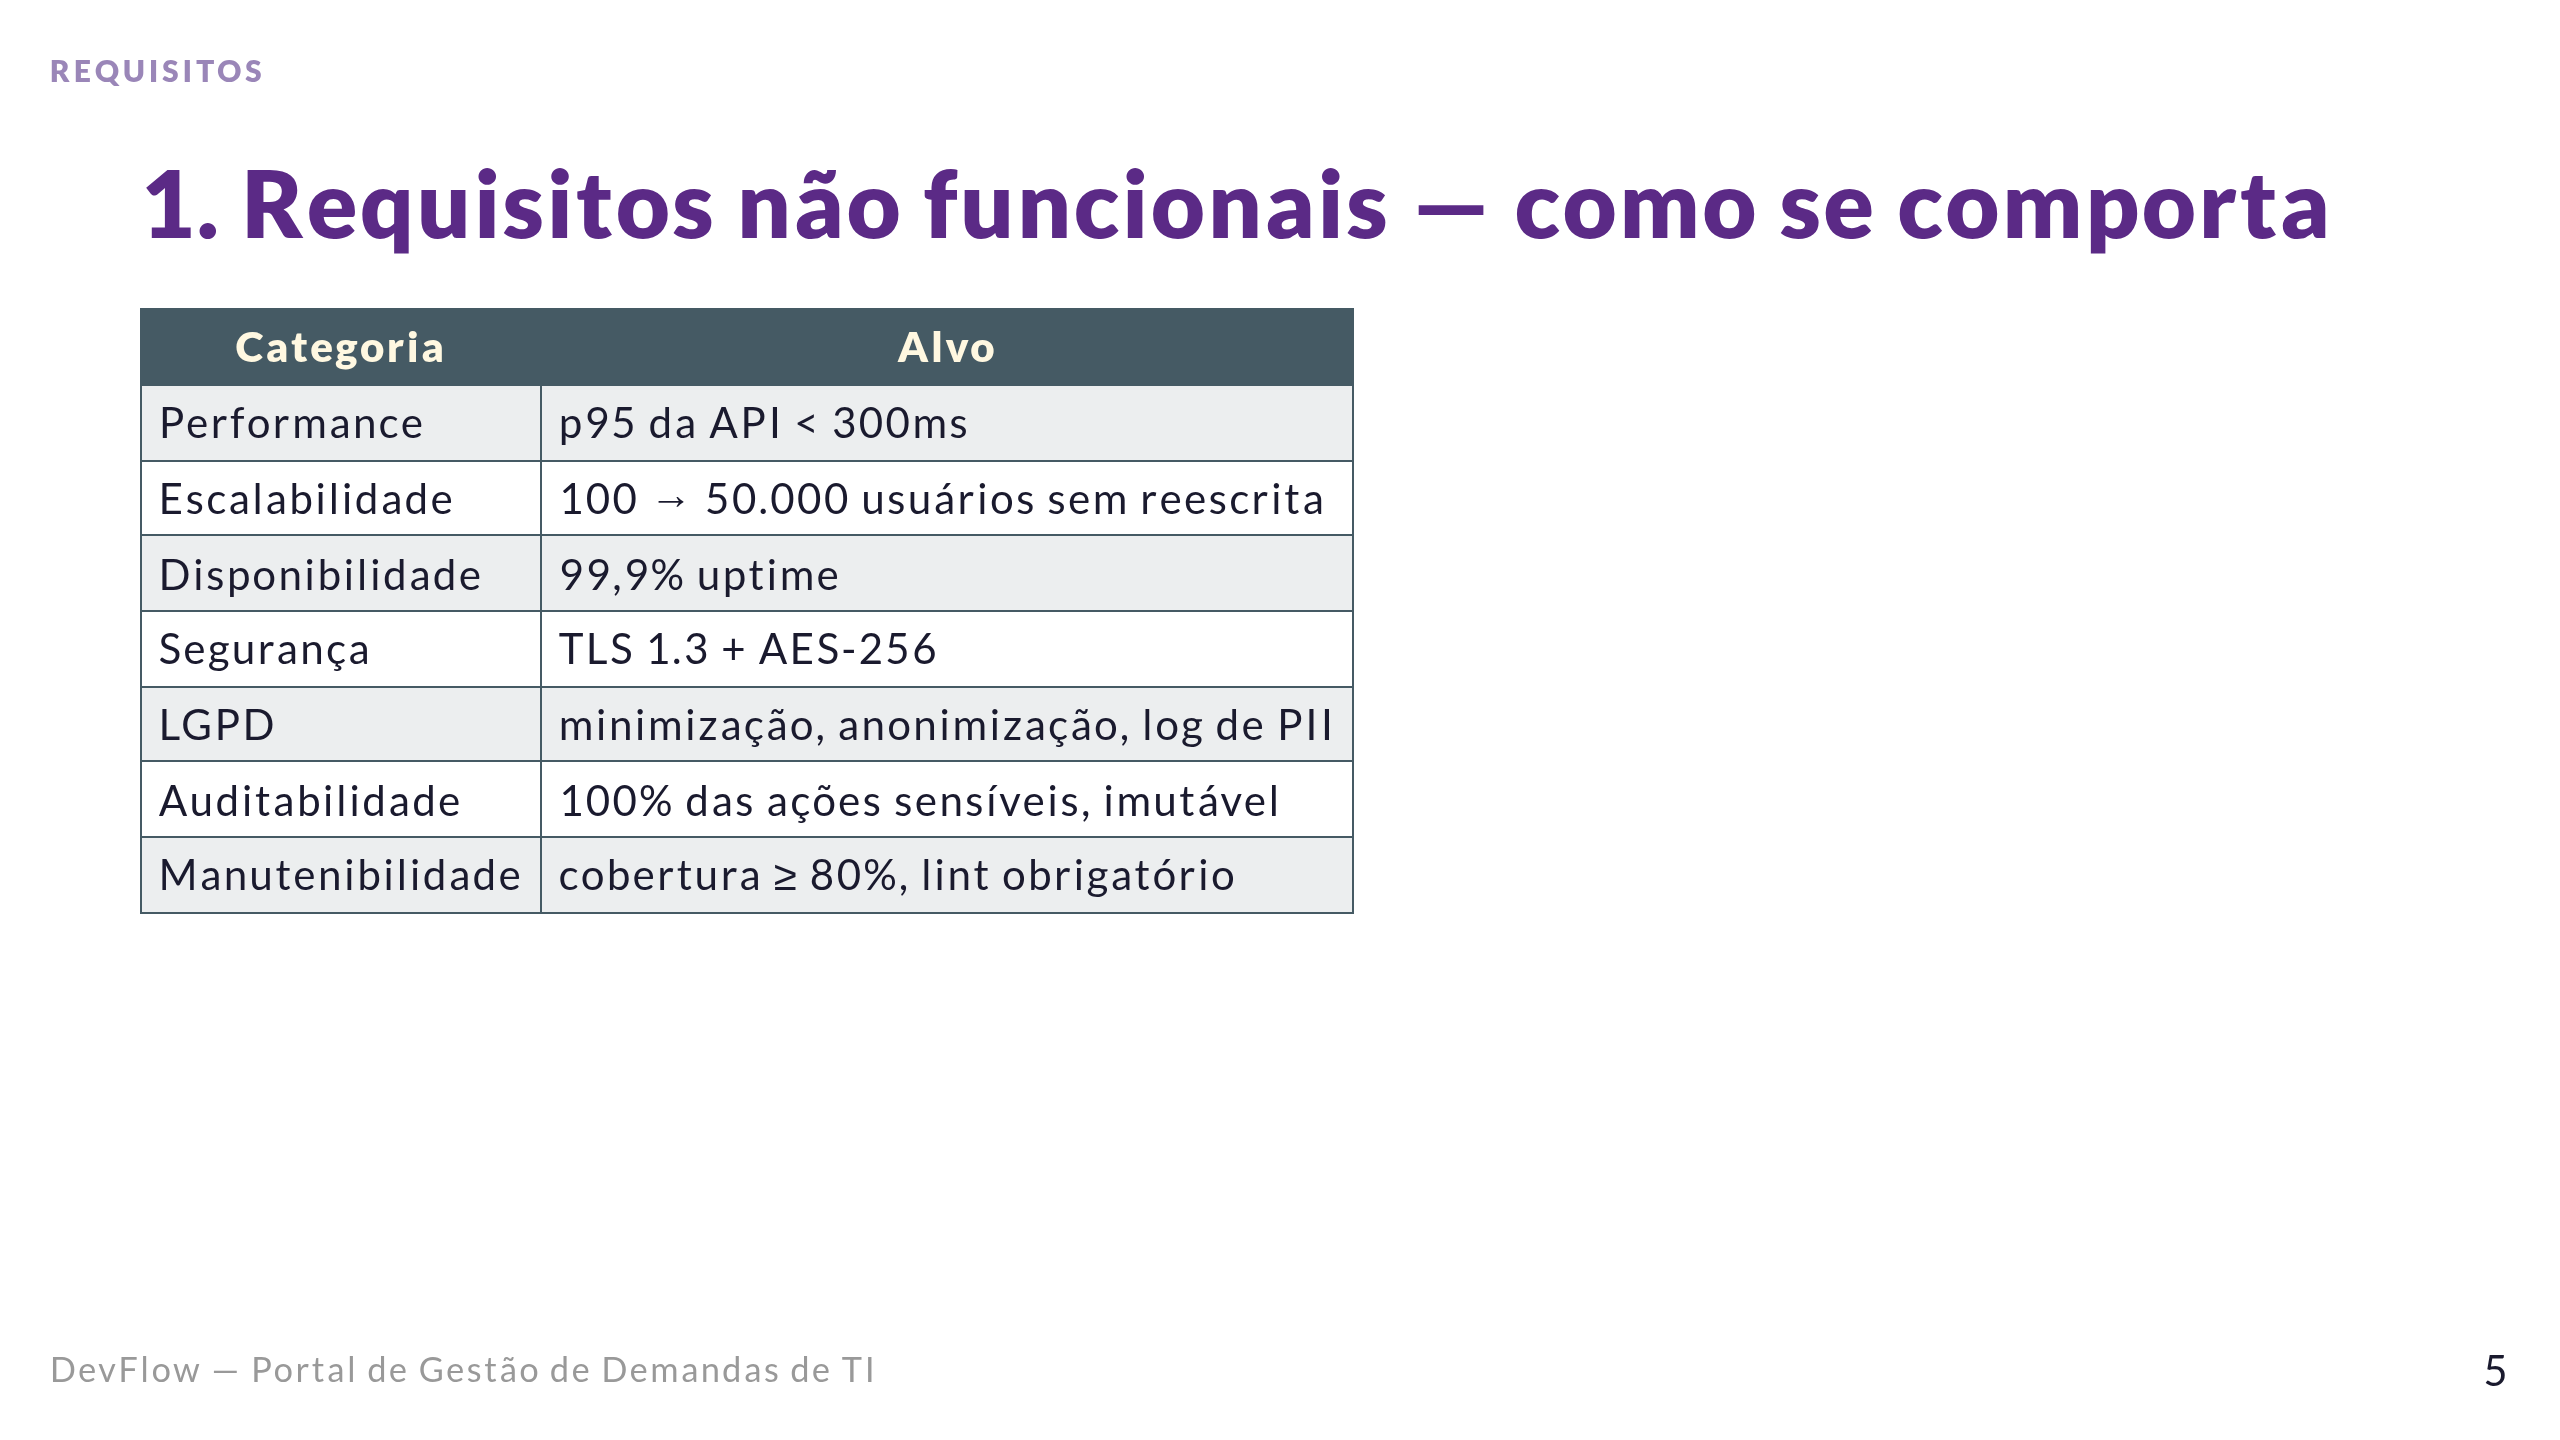 REQUISITOS
1. Requisitos não funcionais — como se comporta
Categoria Alvo
Performance p95 da API < 300ms
Escalabilidade 100 → 50.000 usuários sem reescrita
Disponibilidade 99,9% uptime
Segurança TLS 1.3 + AES-256
LGPD minimização, anonimização, log de PII
Auditabilidade 100% das ações sensíveis, imutável
Manutenibilidade cobertura ≥ 80%, lint obrigatório
DevFlow — Portal de Gestão de Demandas de TI
5